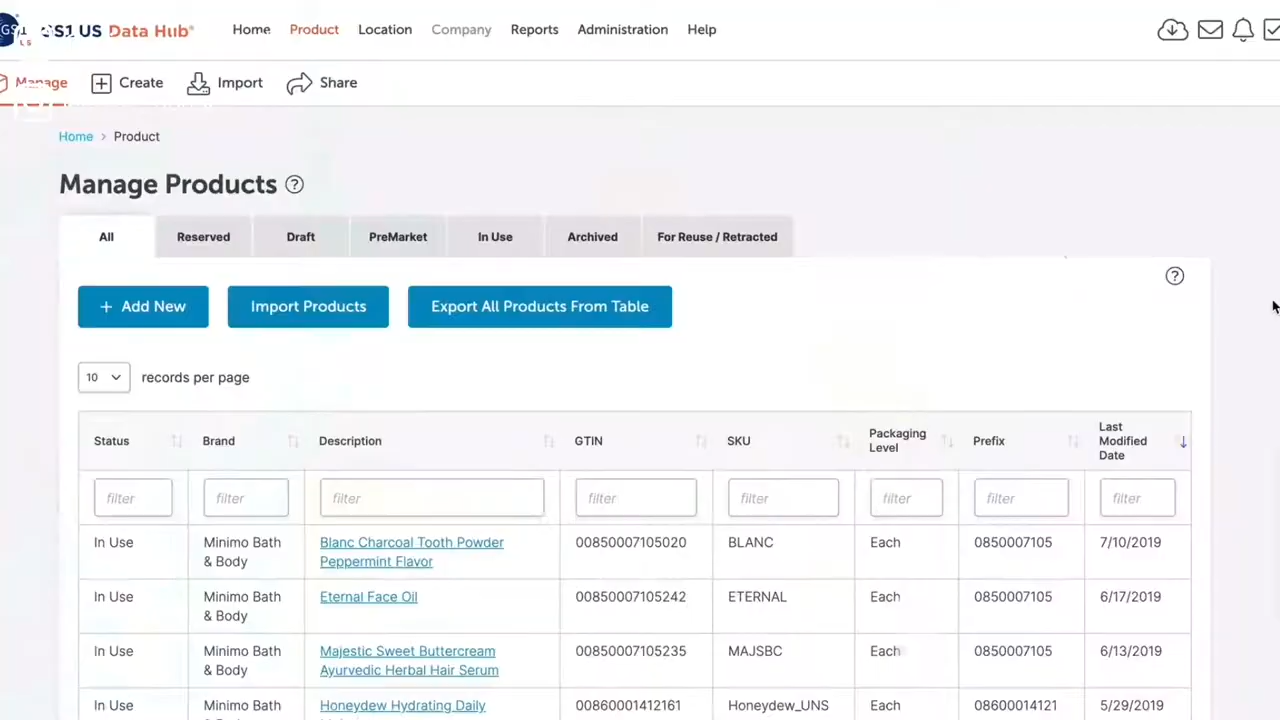 GS1 US Data Hub®
Home Product Location Company Reports Administration Help
Manage Create Import Share
Home > Product
Manage Products ?
All Reserved Draft PreMarket In Use Archived For Reuse / Retracted
?
+ Add New Import Products Export All Products From Table
10 records per page
Status Brand Description GTIN SKU Packaging Level Prefix Last Modified Date
filter filter filter filter filter filter filter filter
In Use Minimo Bath Blanc Charcoal Tooth Powder 00850007105020 BLANC Each 0850007105 7/10/2019
& Body Peppermint Flavor
In Use Minimo Bath Eternal Face Oil 00850007105242 ETERNAL Each 0850007105 6/17/2019
& Body
In Use Minimo Bath Majestic Sweet Buttercream 00850007105235 MAJSBC Each 0850007105 6/13/2019
& Body Ayurvedic Herbal Hair Serum
In Use Minimo Bath Honeydew Hydrating Daily 00860001412161 Honeydew_UNS Each 08600014121 5/29/2019